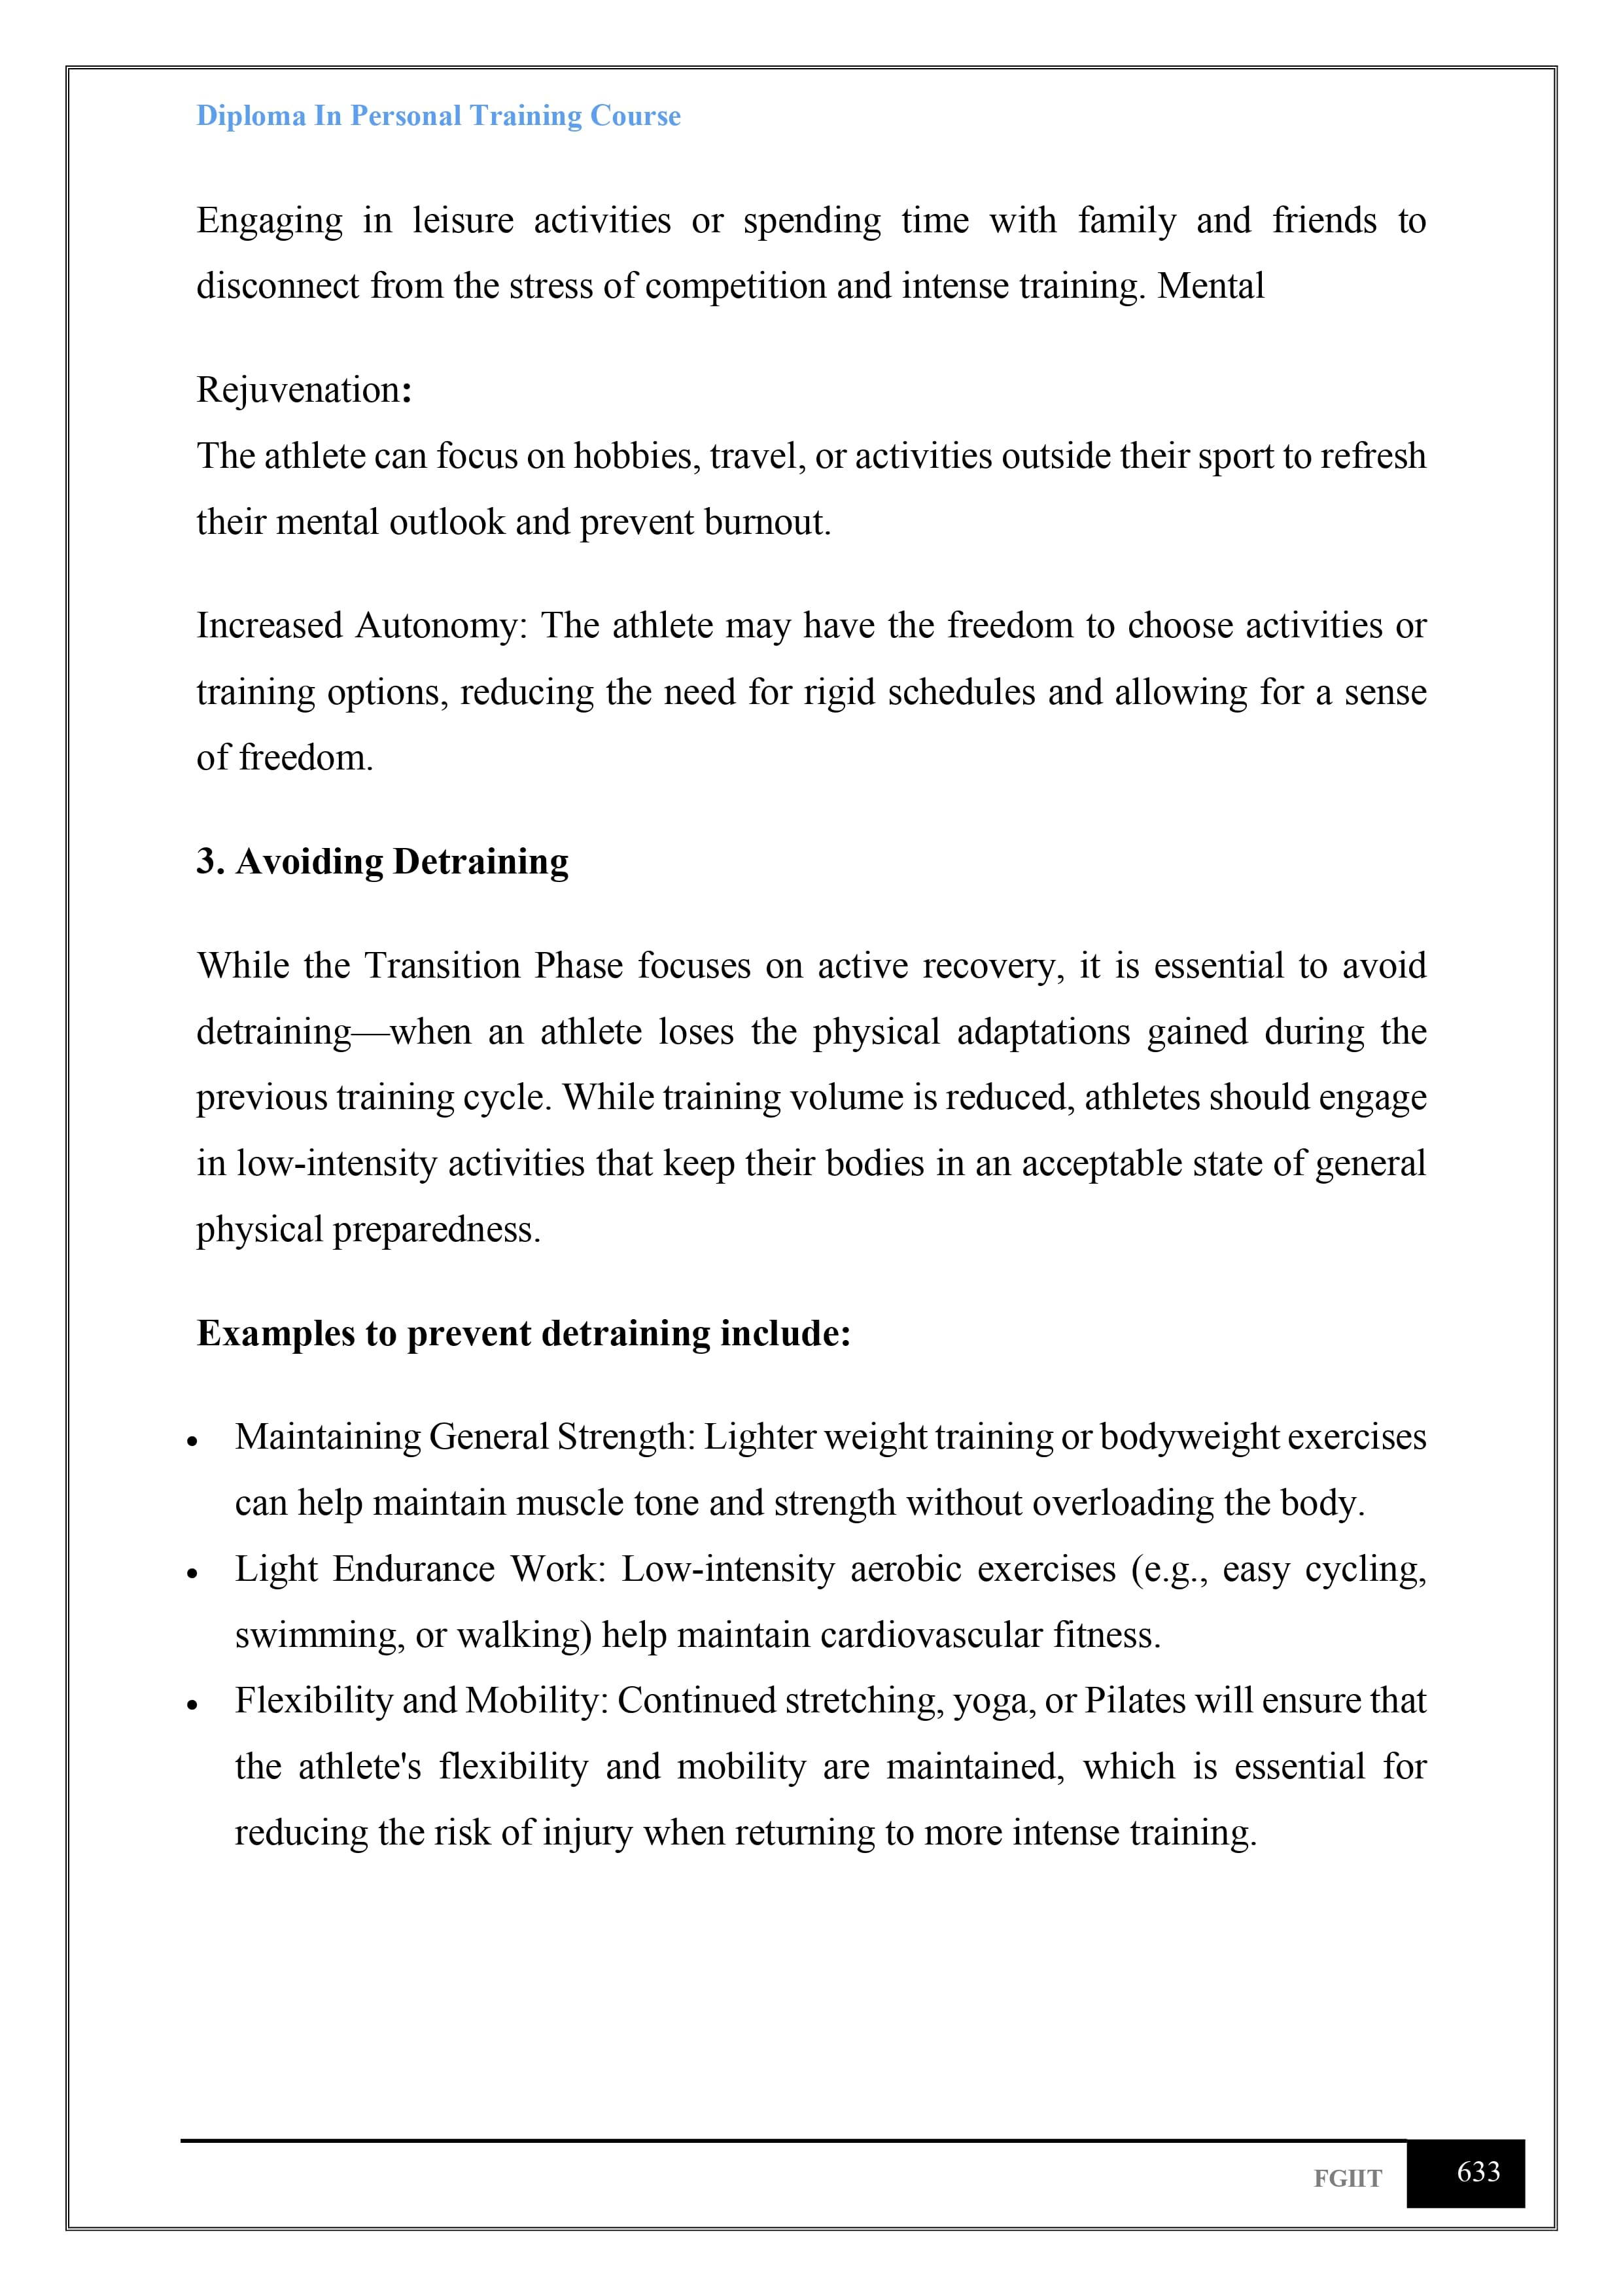 Diploma In Personal Training Course
Engaging in leisure activities or spending time with family and friends to
disconnect from the stress of competition and intense training. Mental
Rejuvenation:
The athlete can focus on hobbies, travel, or activities outside their sport to refresh
their mental outlook and prevent burnout.
Increased Autonomy: The athlete may have the freedom to choose activities or
training options, reducing the need for rigid schedules and allowing for a sense
of freedom.
3. Avoiding Detraining
While the Transition Phase focuses on active recovery, it is essential to avoid
detraining—when an athlete loses the physical adaptations gained during the
previous training cycle. While training volume is reduced, athletes should engage
in low-intensity activities that keep their bodies in an acceptable state of general
physical preparedness.
Examples to prevent detraining include:
• Maintaining General Strength: Lighter weight training or bodyweight exercises
can help maintain muscle tone and strength without overloading the body.
• Light Endurance Work: Low-intensity aerobic exercises (e.g., easy cycling,
swimming, or walking) help maintain cardiovascular fitness.
• Flexibility and Mobility: Continued stretching, yoga, or Pilates will ensure that
the athlete's flexibility and mobility are maintained, which is essential for
reducing the risk of injury when returning to more intense training.
FGIIT 633